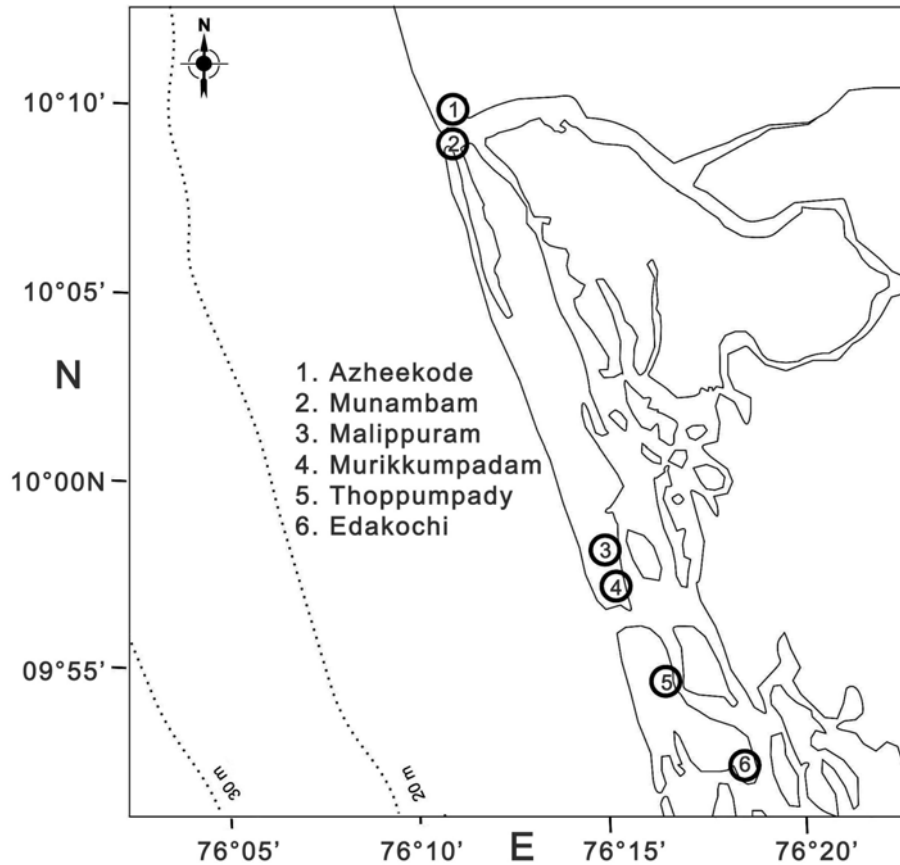 N
10°10’
1
2
10°05’
N
1. Azheekode
2. Munambam
3. Malippuram
4. Murikkumpadam
5. Thoppumpady
6. Edakochi
10°00N
3
4
09°55’
5
6
30 m
20 m
76°05’
76°10’
E
76°15’
76°20’